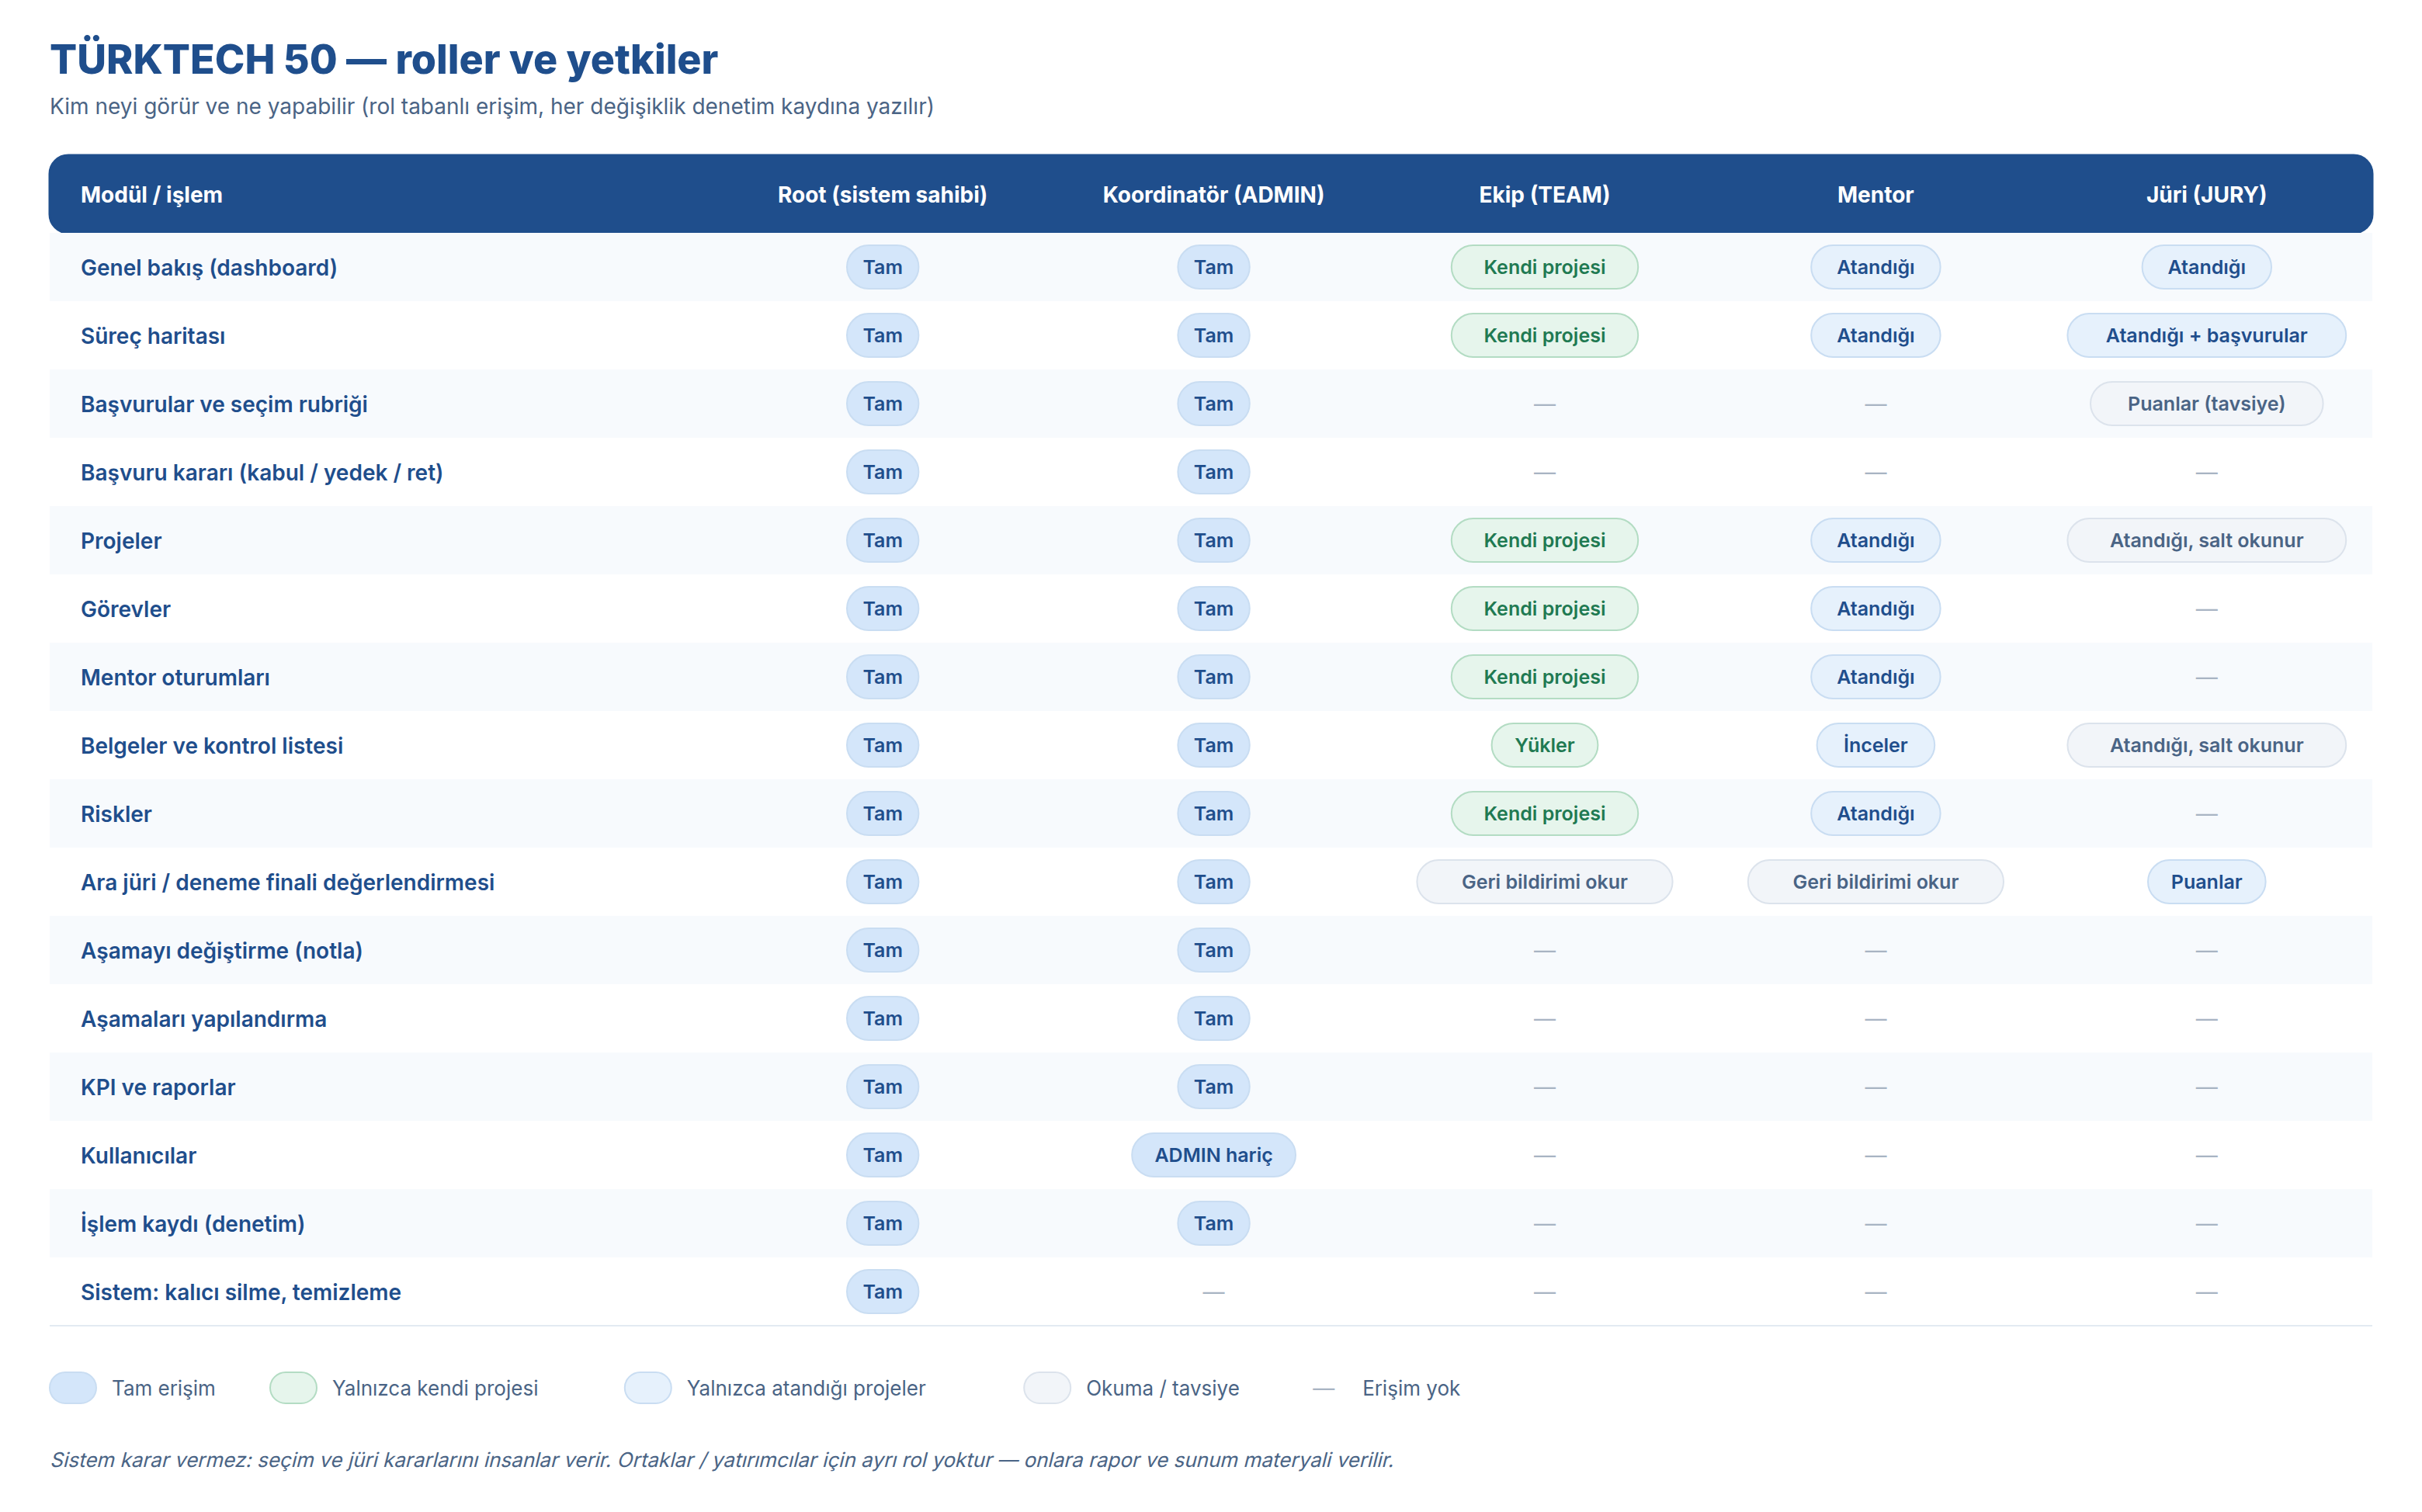 TÜRKTECH 50 — roller ve yetkiler
Kim neyi görür ve ne yapabilir (rol tabanlı erişim, her değişiklik denetim kaydına yazılır)
Modül / işlem Root (sistem sahibi) Koordinatör (ADMIN) Ekip (TEAM) Mentor Jüri (JURY)
Genel bakış (dashboard) Tam Tam Kendi projesi Atandığı Atandığı
Süreç haritası Tam Tam Kendi projesi Atandığı Atandığı + başvurular
Başvurular ve seçim rubriği Tam Tam — — Puanlar (tavsiye)
Başvuru kararı (kabul / yedek / ret) Tam Tam — — —
Projeler Tam Tam Kendi projesi Atandığı Atandığı, salt okunur
Görevler Tam Tam Kendi projesi Atandığı —
Mentor oturumları Tam Tam Kendi projesi Atandığı —
Belgeler ve kontrol listesi Tam Tam Yükler İnceler Atandığı, salt okunur
Riskler Tam Tam Kendi projesi Atandığı —
Ara jüri / deneme finali değerlendirmesi Tam Tam Geri bildirimi okur Geri bildirimi okur Puanlar
Aşamayı değiştirme (notla) Tam Tam — — —
Aşamaları yapılandırma Tam Tam — — —
KPI ve raporlar Tam Tam — — —
Kullanıcılar Tam ADMIN hariç — — —
İşlem kaydı (denetim) Tam Tam — — —
Sistem: kalıcı silme, temizleme Tam — — — —
Tam erişim Yalnızca kendi projesi Yalnızca atandığı projeler Okuma / tavsiye — Erişim yok
Sistem karar vermez: seçim ve jüri kararlarını insanlar verir. Ortaklar / yatırımcılar için ayrı rol yoktur — onlara rapor ve sunum materyali verilir.